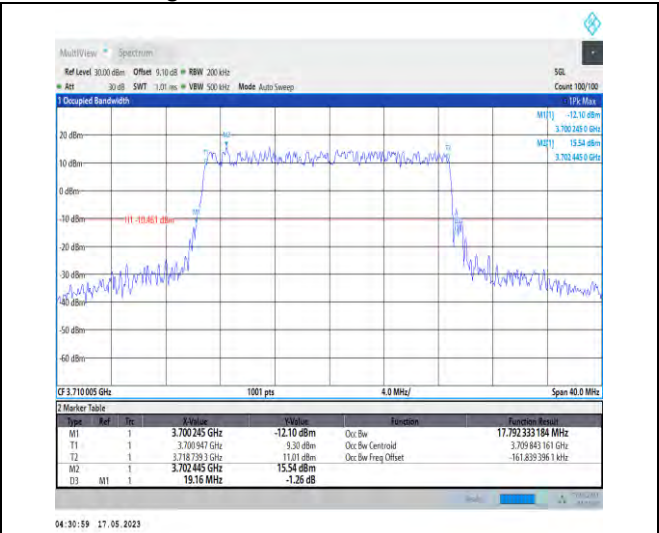 MultiView Spectrum
Ref Level 30.00 dBm Offset 9.10 dB RBW 200 kHz SGL
Att 30 dB SWT 1.01 ms VBW 500 kHz Mode Auto Sweep Count 100/100
1 Occupied Bandwidth 1Pk Max
M1[1] -12.10 dBm
3.700 245 0 GHz
M2[1] 15.54 dBm
3.702 445 0 GHz
20 dBm
10 dBm
0 dBm
-10 dBm
H1 -10.461 dBm
-20 dBm
-30 dBm
-40 dBm
-50 dBm
-60 dBm
M2
T1
CF 3.710 005 GHz 1001 pts 4.0 MHz/ Span 40.0 MHz
2 Marker Table
Type Ref Trc X-Value Y-Value Function Function Result
M1 1 3.700 245 GHz -12.10 dBm Occ Bw 17.792 333 184 MHz
T1 1 3.700 947 GHz 9.30 dBm Occ Bw Centroid 3.709 843 161 GHz
T2 1 3.718 739 3 GHz 11.01 dBm Occ Bw Freq Offset -161.839 396 1 kHz
M2 1 3.702 445 GHz 15.54 dBm
D3 M1 1 19.16 MHz -1.26 dB
04:30:59 17.05.2023